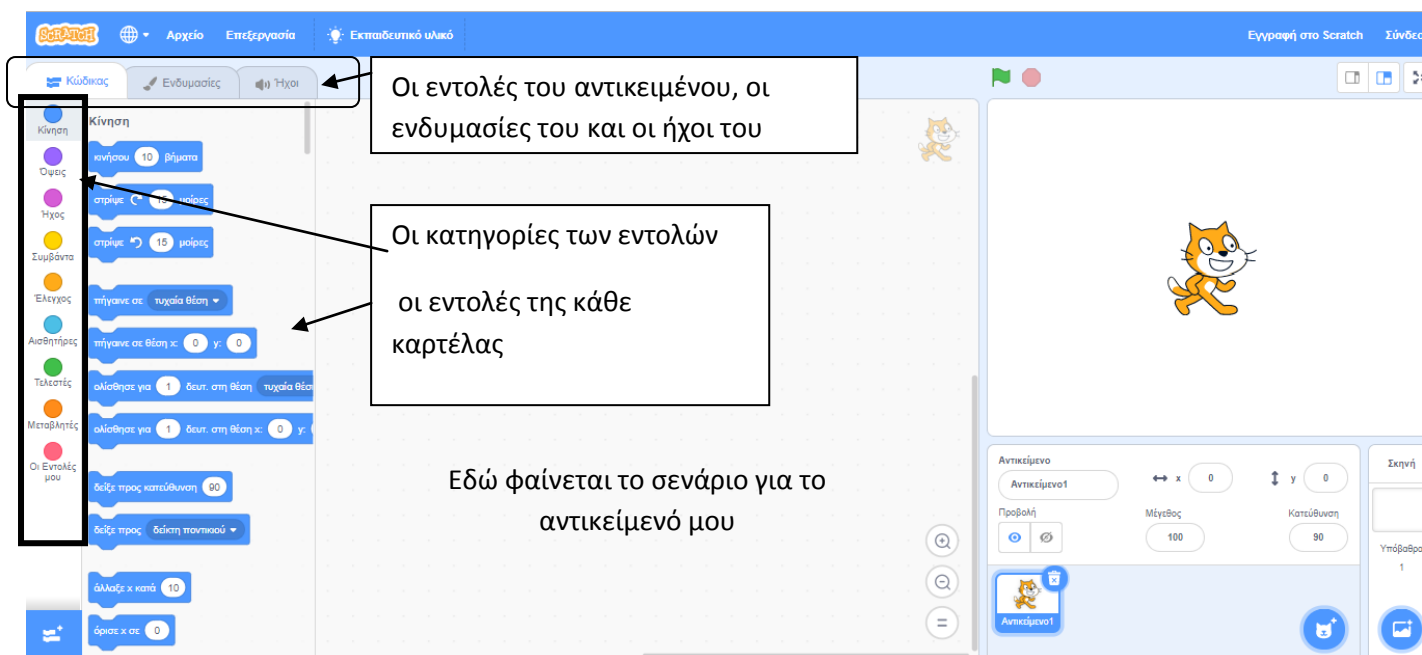 SCRATCH Αρχείο Επεξεργασία Εκπαιδευτικό υλικό Εγγραφή στο Scratch
Κώδικας Ενδυμασίες Ήχοι
Οι εντολές του αντικειμένου, οι
ενδυμασίες του και οι ήχοι του
Κίνηση
Όψεις
Ήχος
Συμβάντα
Έλεγχος
Αισθητήρες
Τελεστές
Μεταβλητές
Οι Εντολές
μου
Κίνηση
κινήσου 10 βήματα
στρίψε 15 μοίρες
στρίψε 15 μοίρες
πήγαινε σε τυχαία θέση
πήγαινε σε θέση x: 0 y: 0
ολίσθησε για 1 δευτ. στη θέση τυχαία
ολίσθησε για 1 δευτ. στη θέση x: 0 y:
δείξε προς κατεύθυνση 90
δείξε προς δείκτη ποντικιού
άλλαξε x κατά 10
όρισε x σε 0
Οι κατηγορίες των εντολών
οι εντολές της κάθε
καρτέλας
Εδώ φαίνεται το σενάριο για το
αντικείμενό μου
Αντικείμενο
Αντικείμενο1 x 0 y 0
Προβολή Μέγεθος Κατεύθυνση
100 90
Αντικείμενο1
Σκηνή
1